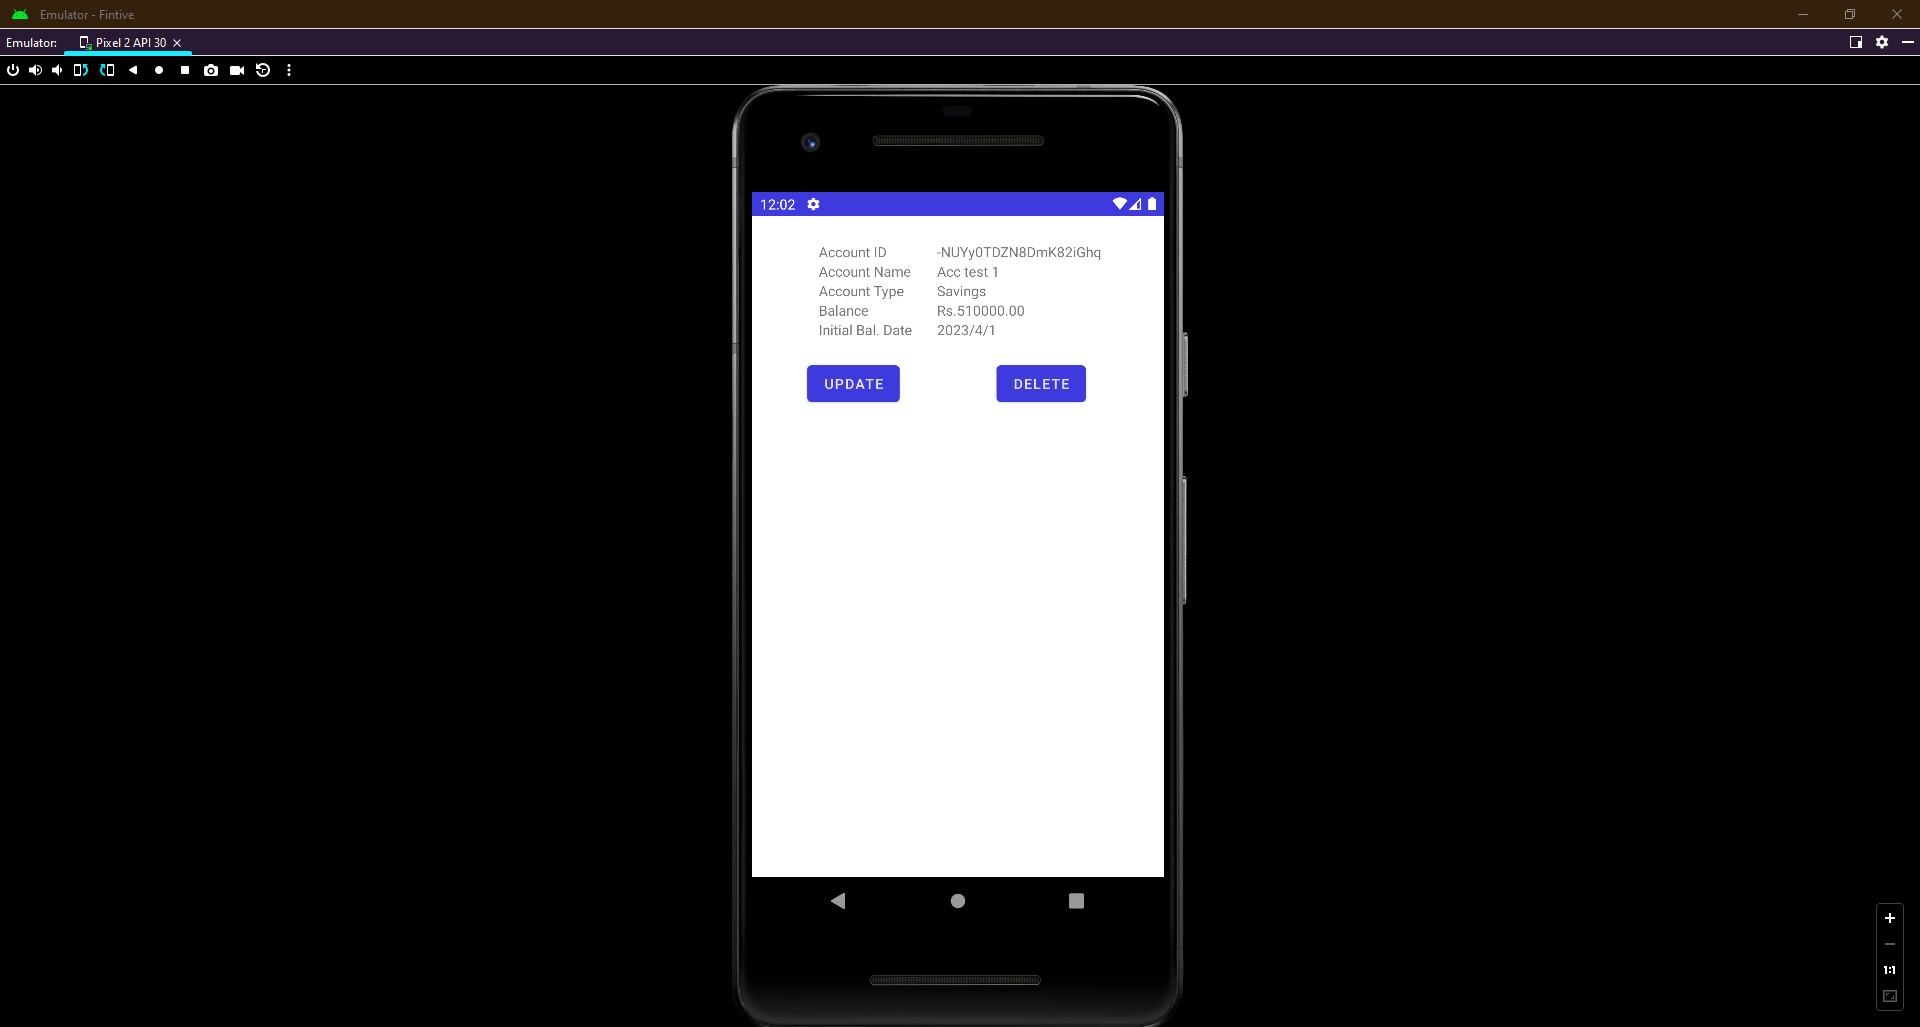 Emulator - Fintive
Emulator: Pixel 2 API 30
12:02
Account ID -NUYy0TDZN8DmK82iGhq
Account Name Acc test 1
Account Type Savings
Balance Rs.510000.00
Initial Bal. Date 2023/4/1
UPDATE DELETE
1:1